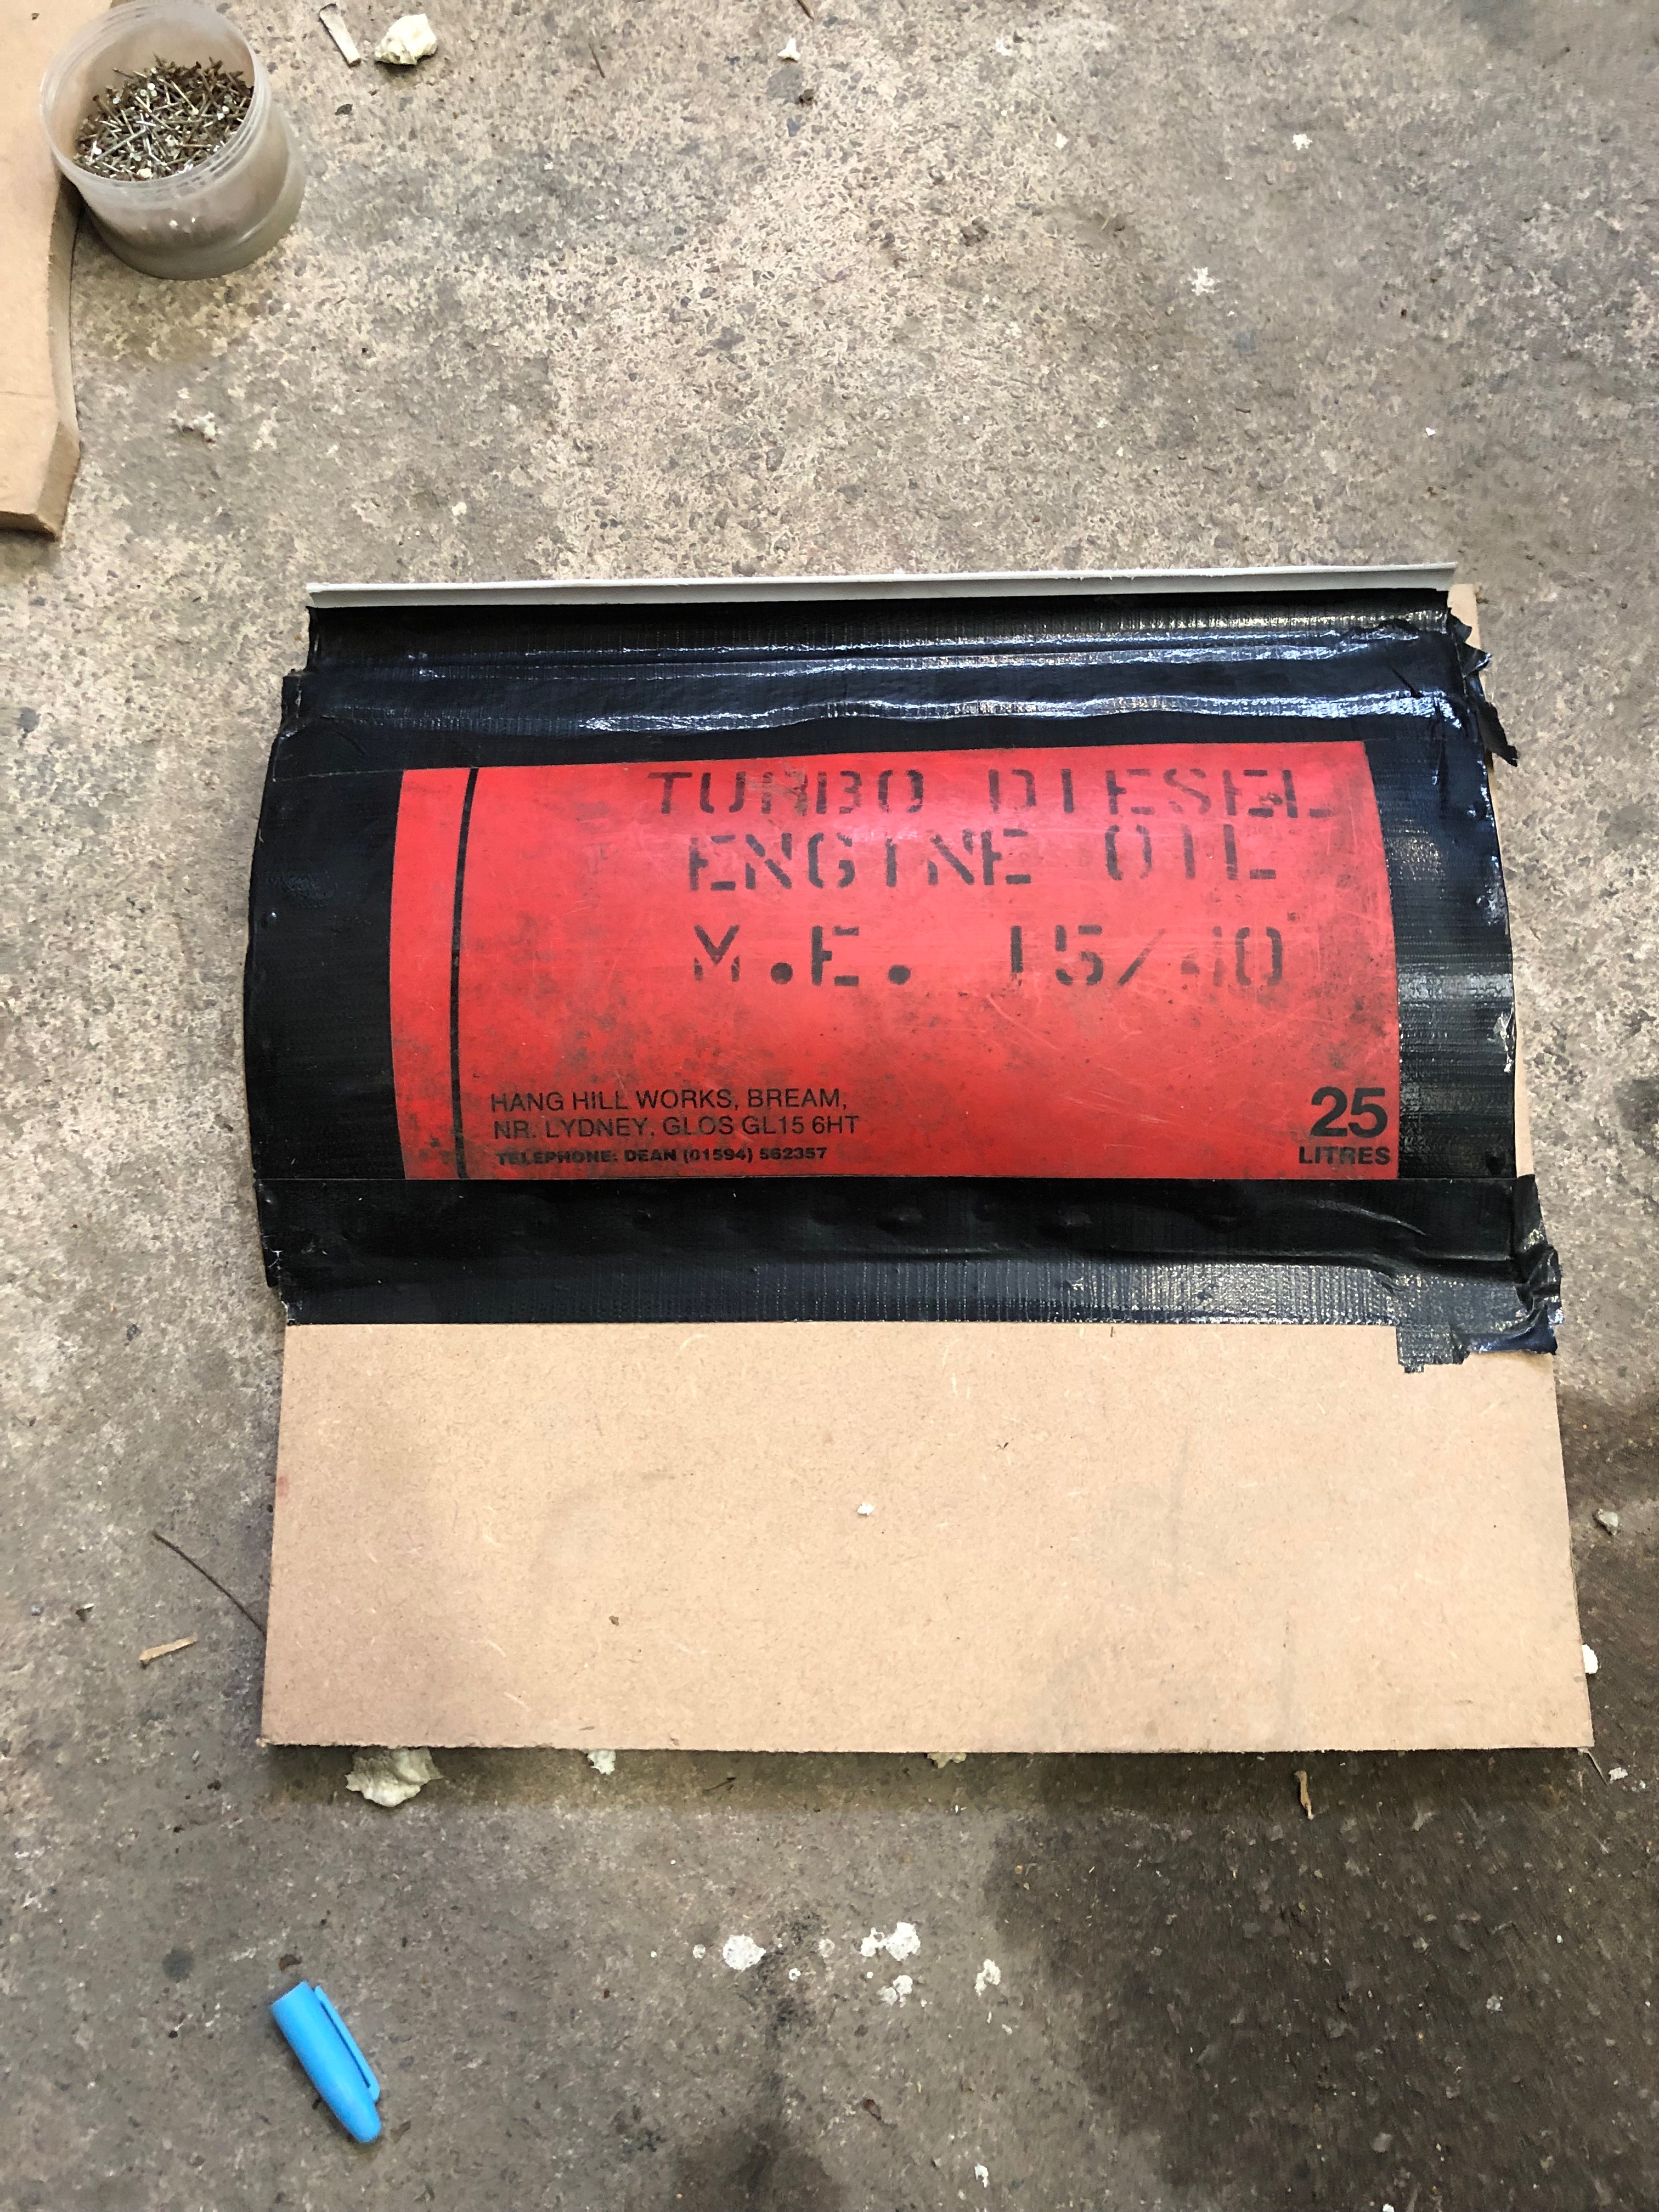 TURBO DIESEL
ENGINE OIL
M.E. 15/40
HANG HILL WORKS, BREAM,
NR. LYDNEY. GLOS GL15 6HT
TELEPHONE: DEAN (01594) 562357
25
LITRES